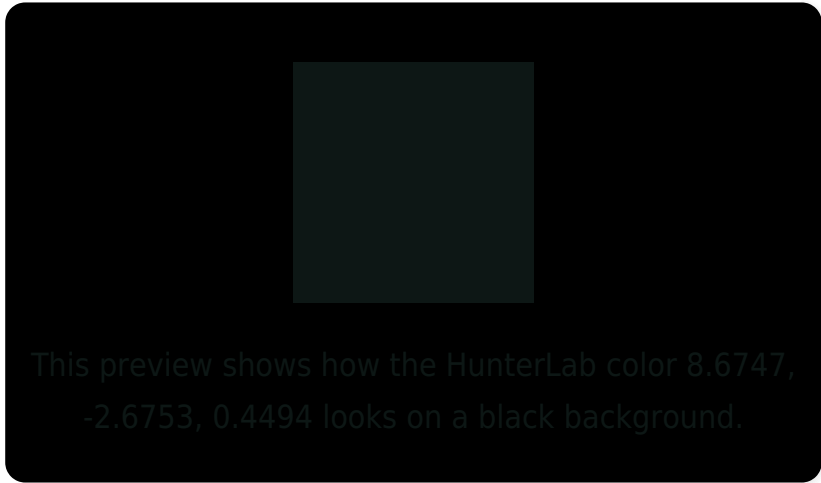 This preview shows how the HunterLab color 8.6747,
-2.6753, 0.4494 looks on a black background.